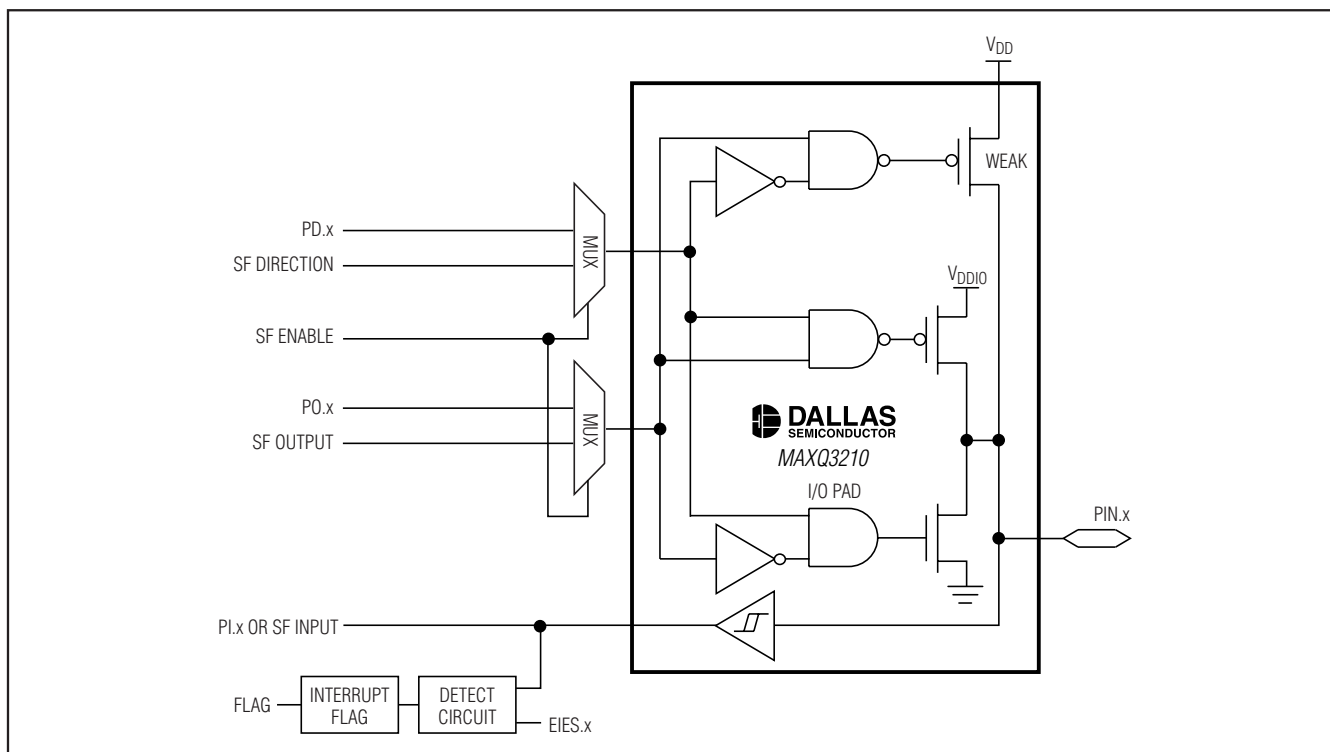 VDD
WEAK
PD.x
SF DIRECTION
MUX
VDDIO
SF ENABLE
PO.x
SF OUTPUT
MUX
DALLAS
SEMICONDUCTOR
MAXQ3210
I/O PAD
PIN.x
PI.x OR SF INPUT
FLAG
INTERRUPT
FLAG
DETECT
CIRCUIT
EIES.x